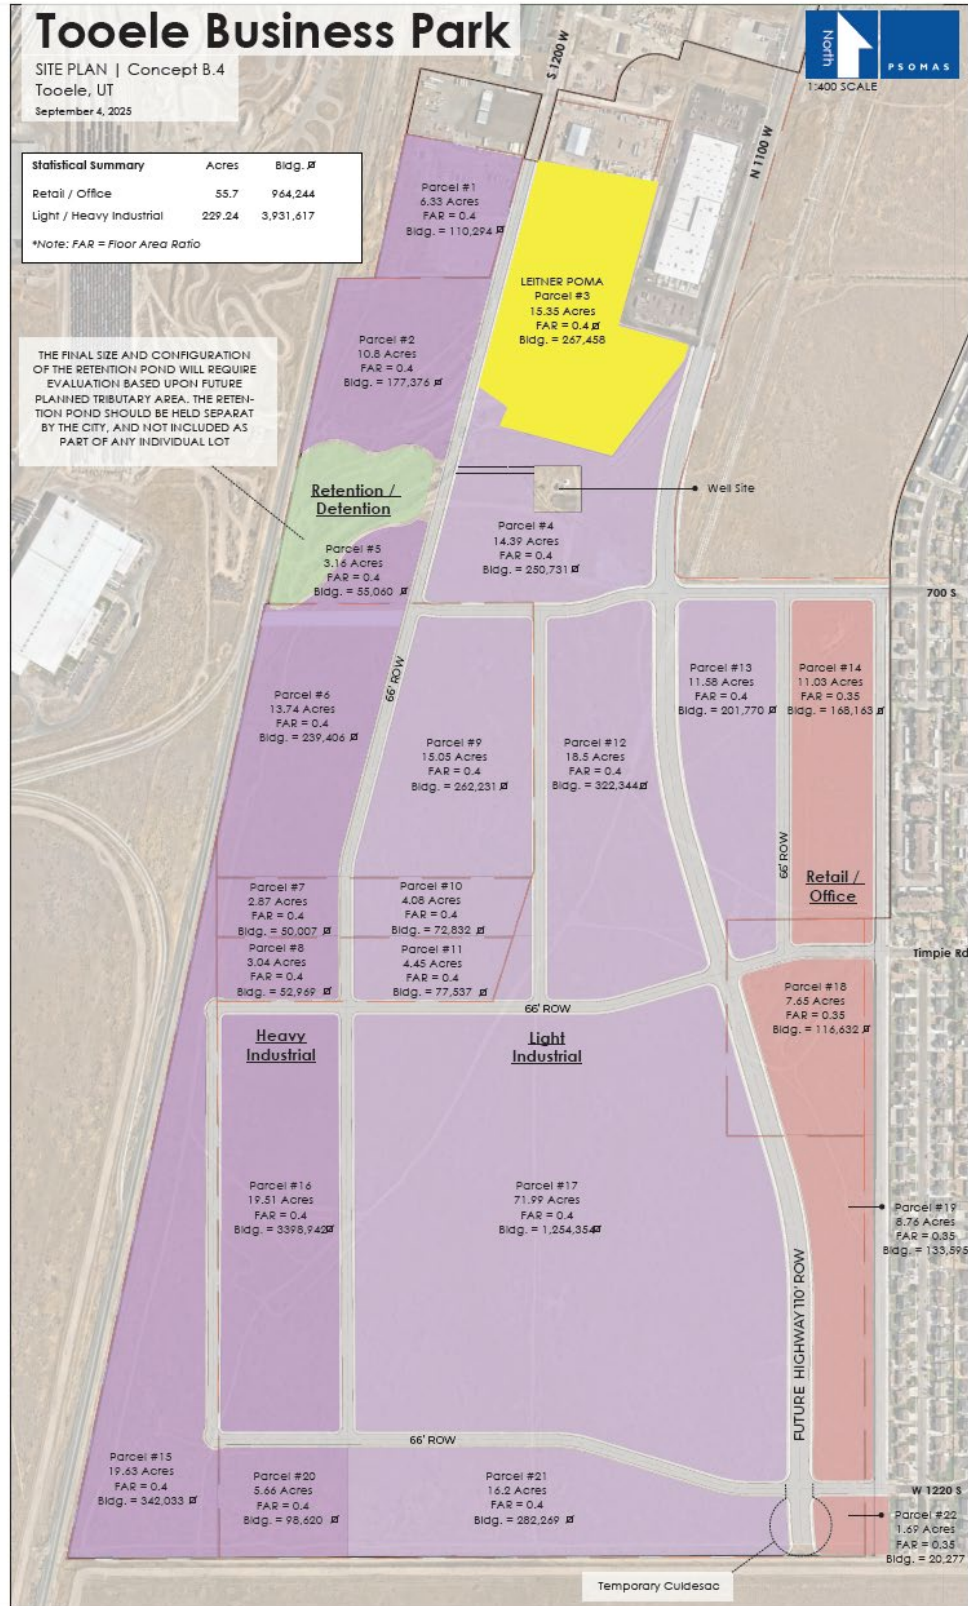 Tooele Business Park
SITE PLAN | Concept B.4
Tooele, UT
September 4, 2025
North
PSOMAS
1:400 SCALE
S 1200 W
N 1100 W
Statistical Summary Acres Bldg. ⌀
Retail / Office 55.7 964,244
Light / Heavy Industrial 229.24 3,931,617
*Note: FAR = Floor Area Ratio
Parcel #1
6.33 Acres
FAR = 0.4
Bldg. = 110,294 ⌀
LEITNER POMA
Parcel #3
15.35 Acres
FAR = 0.4 ⌀
Bldg. = 267,458
Parcel #2
10.8 Acres
FAR = 0.4
Bldg. = 177,376 ⌀
THE FINAL SIZE AND CONFIGURATION
OF THE RETENTION POND WILL REQUIRE
EVALUATION BASED UPON FUTURE
PLANNED TRIBUTARY AREA. THE RETEN-
TION POND SHOULD BE HELD SEPARAT
BY THE CITY, AND NOT INCLUDED AS
PART OF ANY INDIVIDUAL LOT
Retention /
Detention
Well Site
Parcel #4
14.39 Acres
FAR = 0.4
Bldg. = 250,731 ⌀
Parcel #5
3.16 Acres
FAR = 0.4
Bldg. = 55,060 ⌀
700 S
66' ROW
Parcel #6
13.74 Acres
FAR = 0.4
Bldg. = 239,406 ⌀
Parcel #13
11.58 Acres
FAR = 0.4
Bldg. = 201,770 ⌀
Parcel #14
11.03 Acres
FAR = 0.35
Bldg. = 168,163 ⌀
Parcel #9
15.05 Acres
FAR = 0.4
Bldg. = 262,231 ⌀
Parcel #12
18.5 Acres
FAR = 0.4
Bldg. = 322,344 ⌀
66' ROW
Retail /
Office
Parcel #7
2.87 Acres
FAR = 0.4
Bldg. = 50,007 ⌀
Parcel #10
4.08 Acres
FAR = 0.4
Bldg. = 72,832 ⌀
Parcel #8
3.04 Acres
FAR = 0.4
Bldg. = 52,969 ⌀
Parcel #11
4.45 Acres
FAR = 0.4
Bldg. = 77,537 ⌀
Timpie Rd
Parcel #18
7.65 Acres
FAR = 0.35
Bldg. = 116,632 ⌀
66' ROW
Heavy
Industrial
Light
Industrial
Parcel #16
19.51 Acres
FAR = 0.4
Bldg. = 3398,942 ⌀
Parcel #17
71.99 Acres
FAR = 0.4
Bldg. = 1,254,354 ⌀
Parcel #19
8.76 Acres
FAR = 0.35
Bldg. = 133,595
FUTURE HIGHWAY 110' ROW
66' ROW
Parcel #15
19.63 Acres
FAR = 0.4
Bldg. = 342,033 ⌀
Parcel #20
5.66 Acres
FAR = 0.4
Bldg. = 98,620 ⌀
Parcel #21
16.2 Acres
FAR = 0.4
Bldg. = 282,269 ⌀
W 1220 S
Parcel #22
1.69 Acres
FAR = 0.35
Bldg. = 20,277
Temporary Culdesac